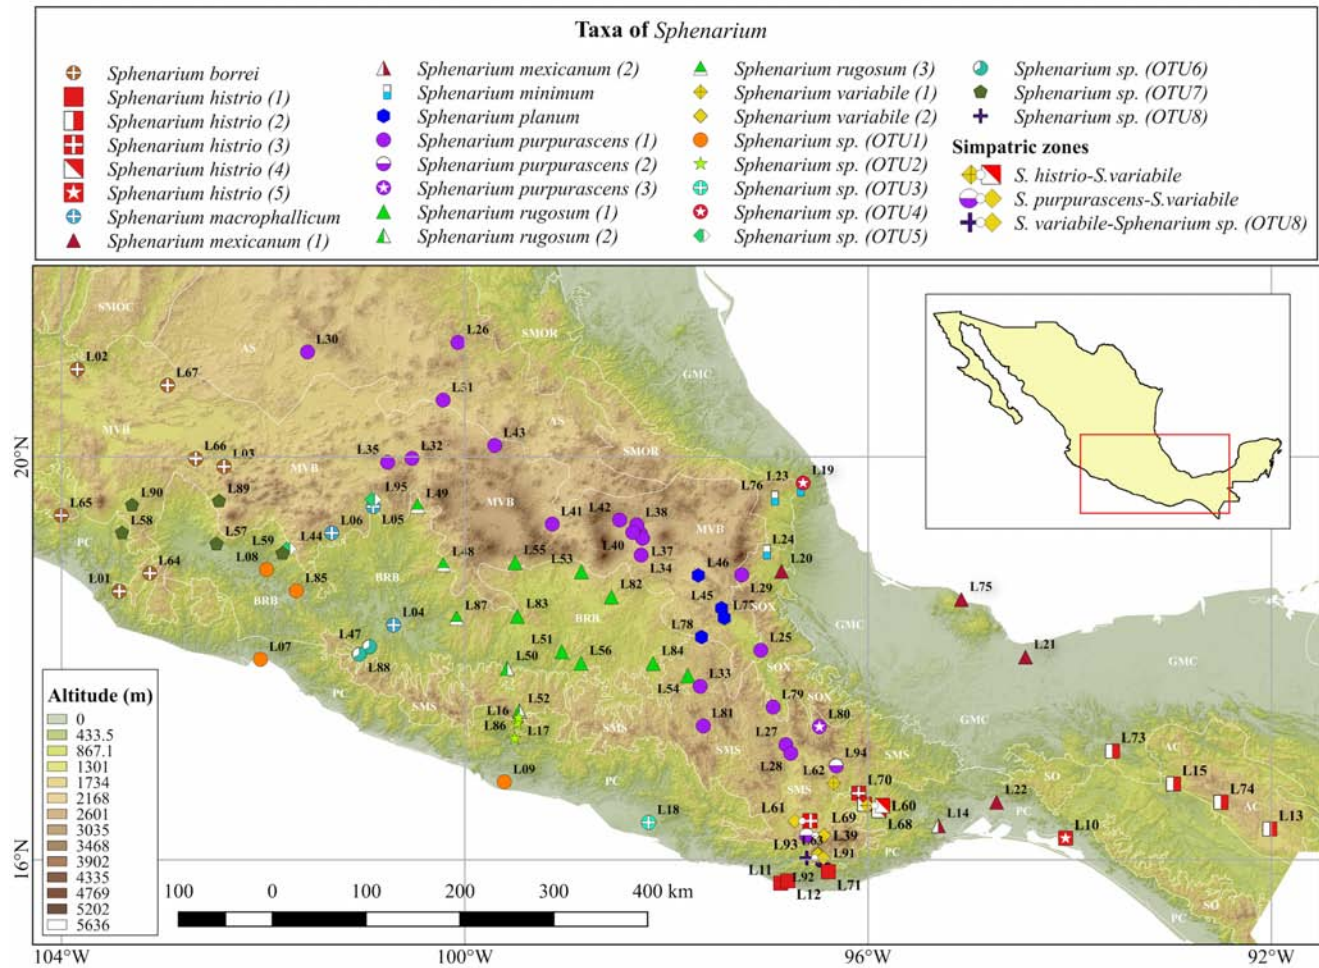 Taxa of Sphenarium
Sphenarium borrei
Sphenarium histrio (1)
Sphenarium histrio (2)
Sphenarium histrio (3)
Sphenarium histrio (4)
Sphenarium histrio (5)
Sphenarium macrophallicum
Sphenarium mexicanum (1)
Sphenarium mexicanum (2)
Sphenarium minimum
Sphenarium planum
Sphenarium purpurascens (1)
Sphenarium purpurascens (2)
Sphenarium purpurascens (3)
Sphenarium rugosum (1)
Sphenarium rugosum (2)
Sphenarium rugosum (3)
Sphenarium variabile (1)
Sphenarium variabile (2)
Sphenarium sp. (OTU1)
Sphenarium sp. (OTU2)
Sphenarium sp. (OTU3)
Sphenarium sp. (OTU4)
Sphenarium sp. (OTU5)
Sphenarium sp. (OTU6)
Sphenarium sp. (OTU7)
Sphenarium sp. (OTU8)
Simpatric zones
S. histrio-S.variabile
S. purpurascens-S.variabile
S. variabile-Sphenarium sp. (OTU8)
SMOC
L30
L26
SMOR
L02
AS
L67
GMC
L31
AS
MVB
L43
L66
L03
MVB
L35
L32
SMOR
20°N
L23
L19
L76
L90
L89
L95
L49
MVB
L65
L58
L06
L05
L41
L42
L38
MVB
PC
L57
L59
L44
L40
L37
L24
L08
L48
L55
L53
L34
L46
L20
L64
L01
L85
BRB
L82
L45
L29
L75
BRB
L04
L87
L83
BRB
L77
SOX
GMC
L78
L07
L47
L51
L25
L21
L88
L50
L56
L84
SOX
GMC
PC
L54
L33
SMS
L52
L79
SOX
L16
L86
L17
SMS
L81
L80
GMC
L73
AC
L27
SMS
L28
L94
SMS
SO
L15
L09
L62
L70
L74
PC
SMS
L22
AC
L18
L61
L60
L14
PC
L10
L13
L69
L68
L93
L63
L39
L91
PC
16°N
L11
L92
L71
L12
SO
PC
Altitude (m)
0
433.5
867.1
1301
1734
2168
2601
3035
3468
3902
4335
4769
5202
5636
100 0 100 200 300 400 km
104°W
100°W
96°W
92°W